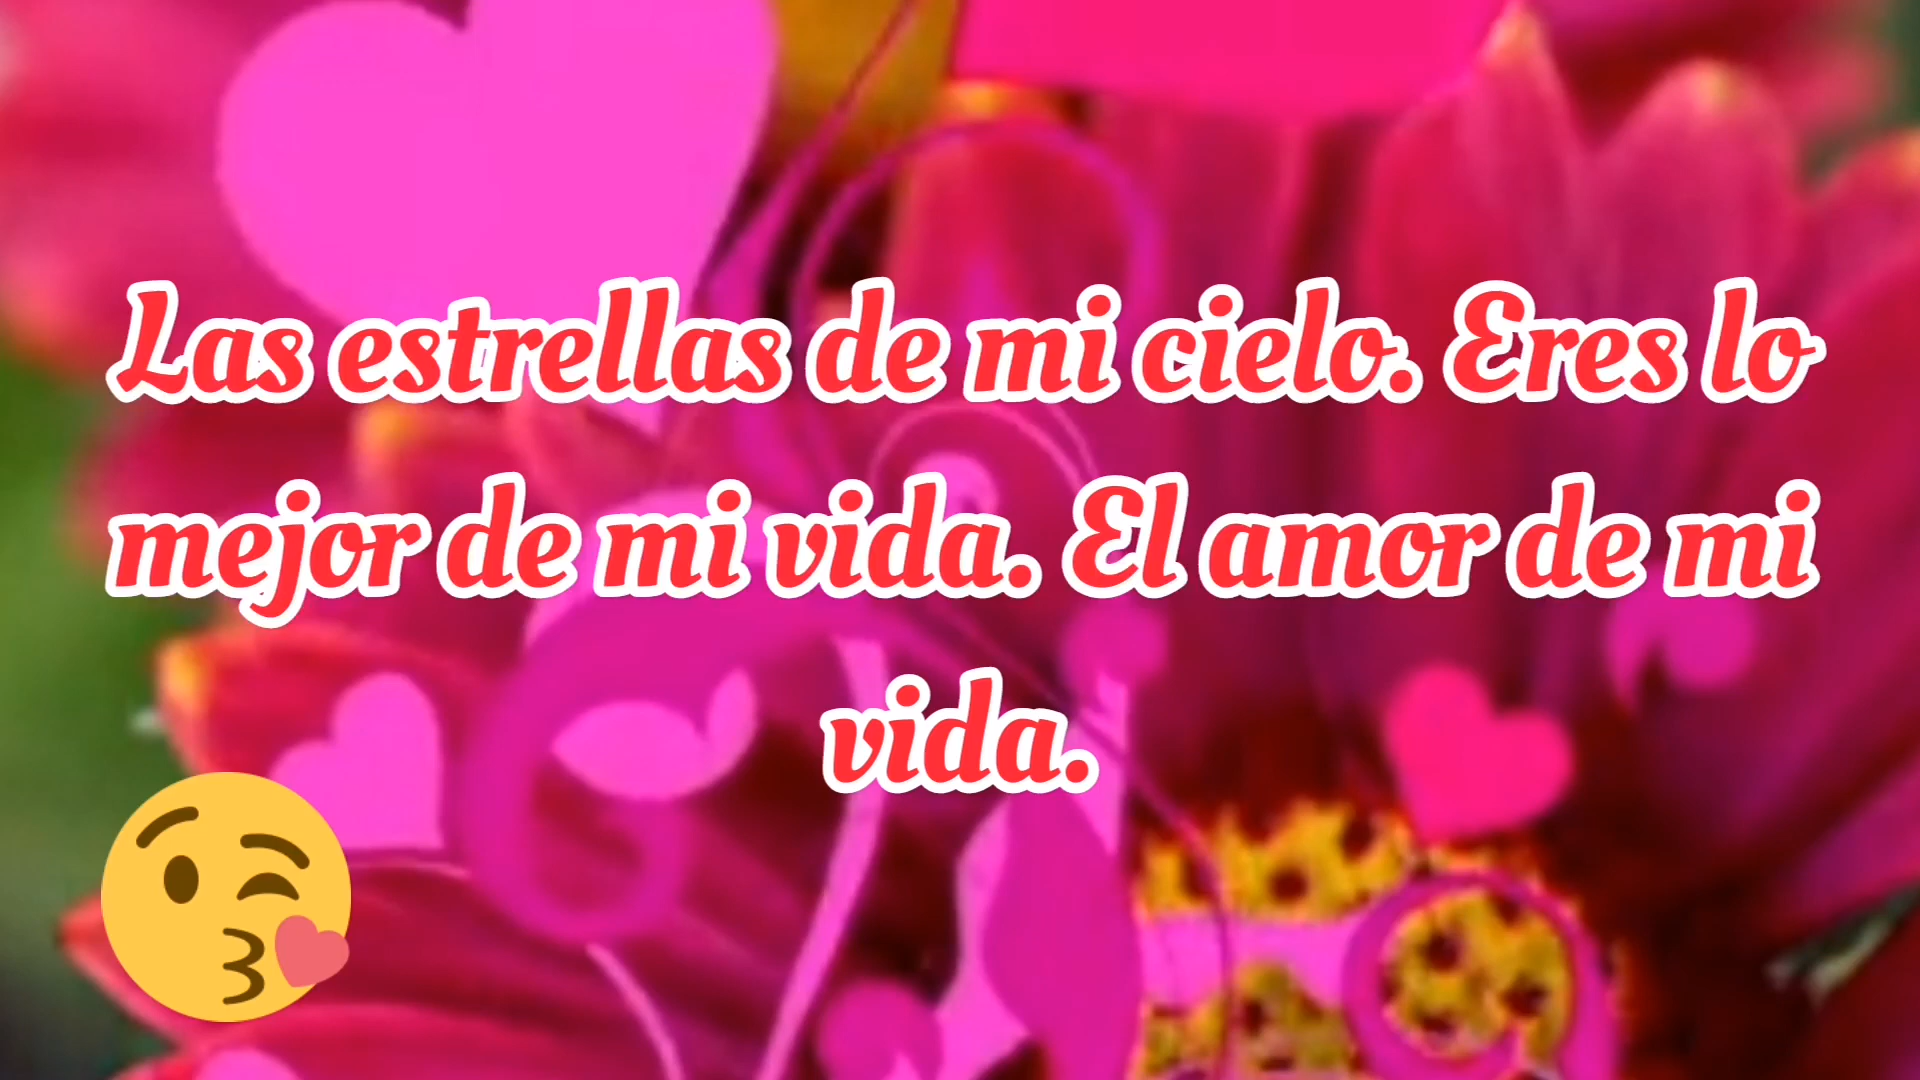 Las estrellas de mi cielo. Eres lo
mejor de mi vida. El amor de mi
vida.